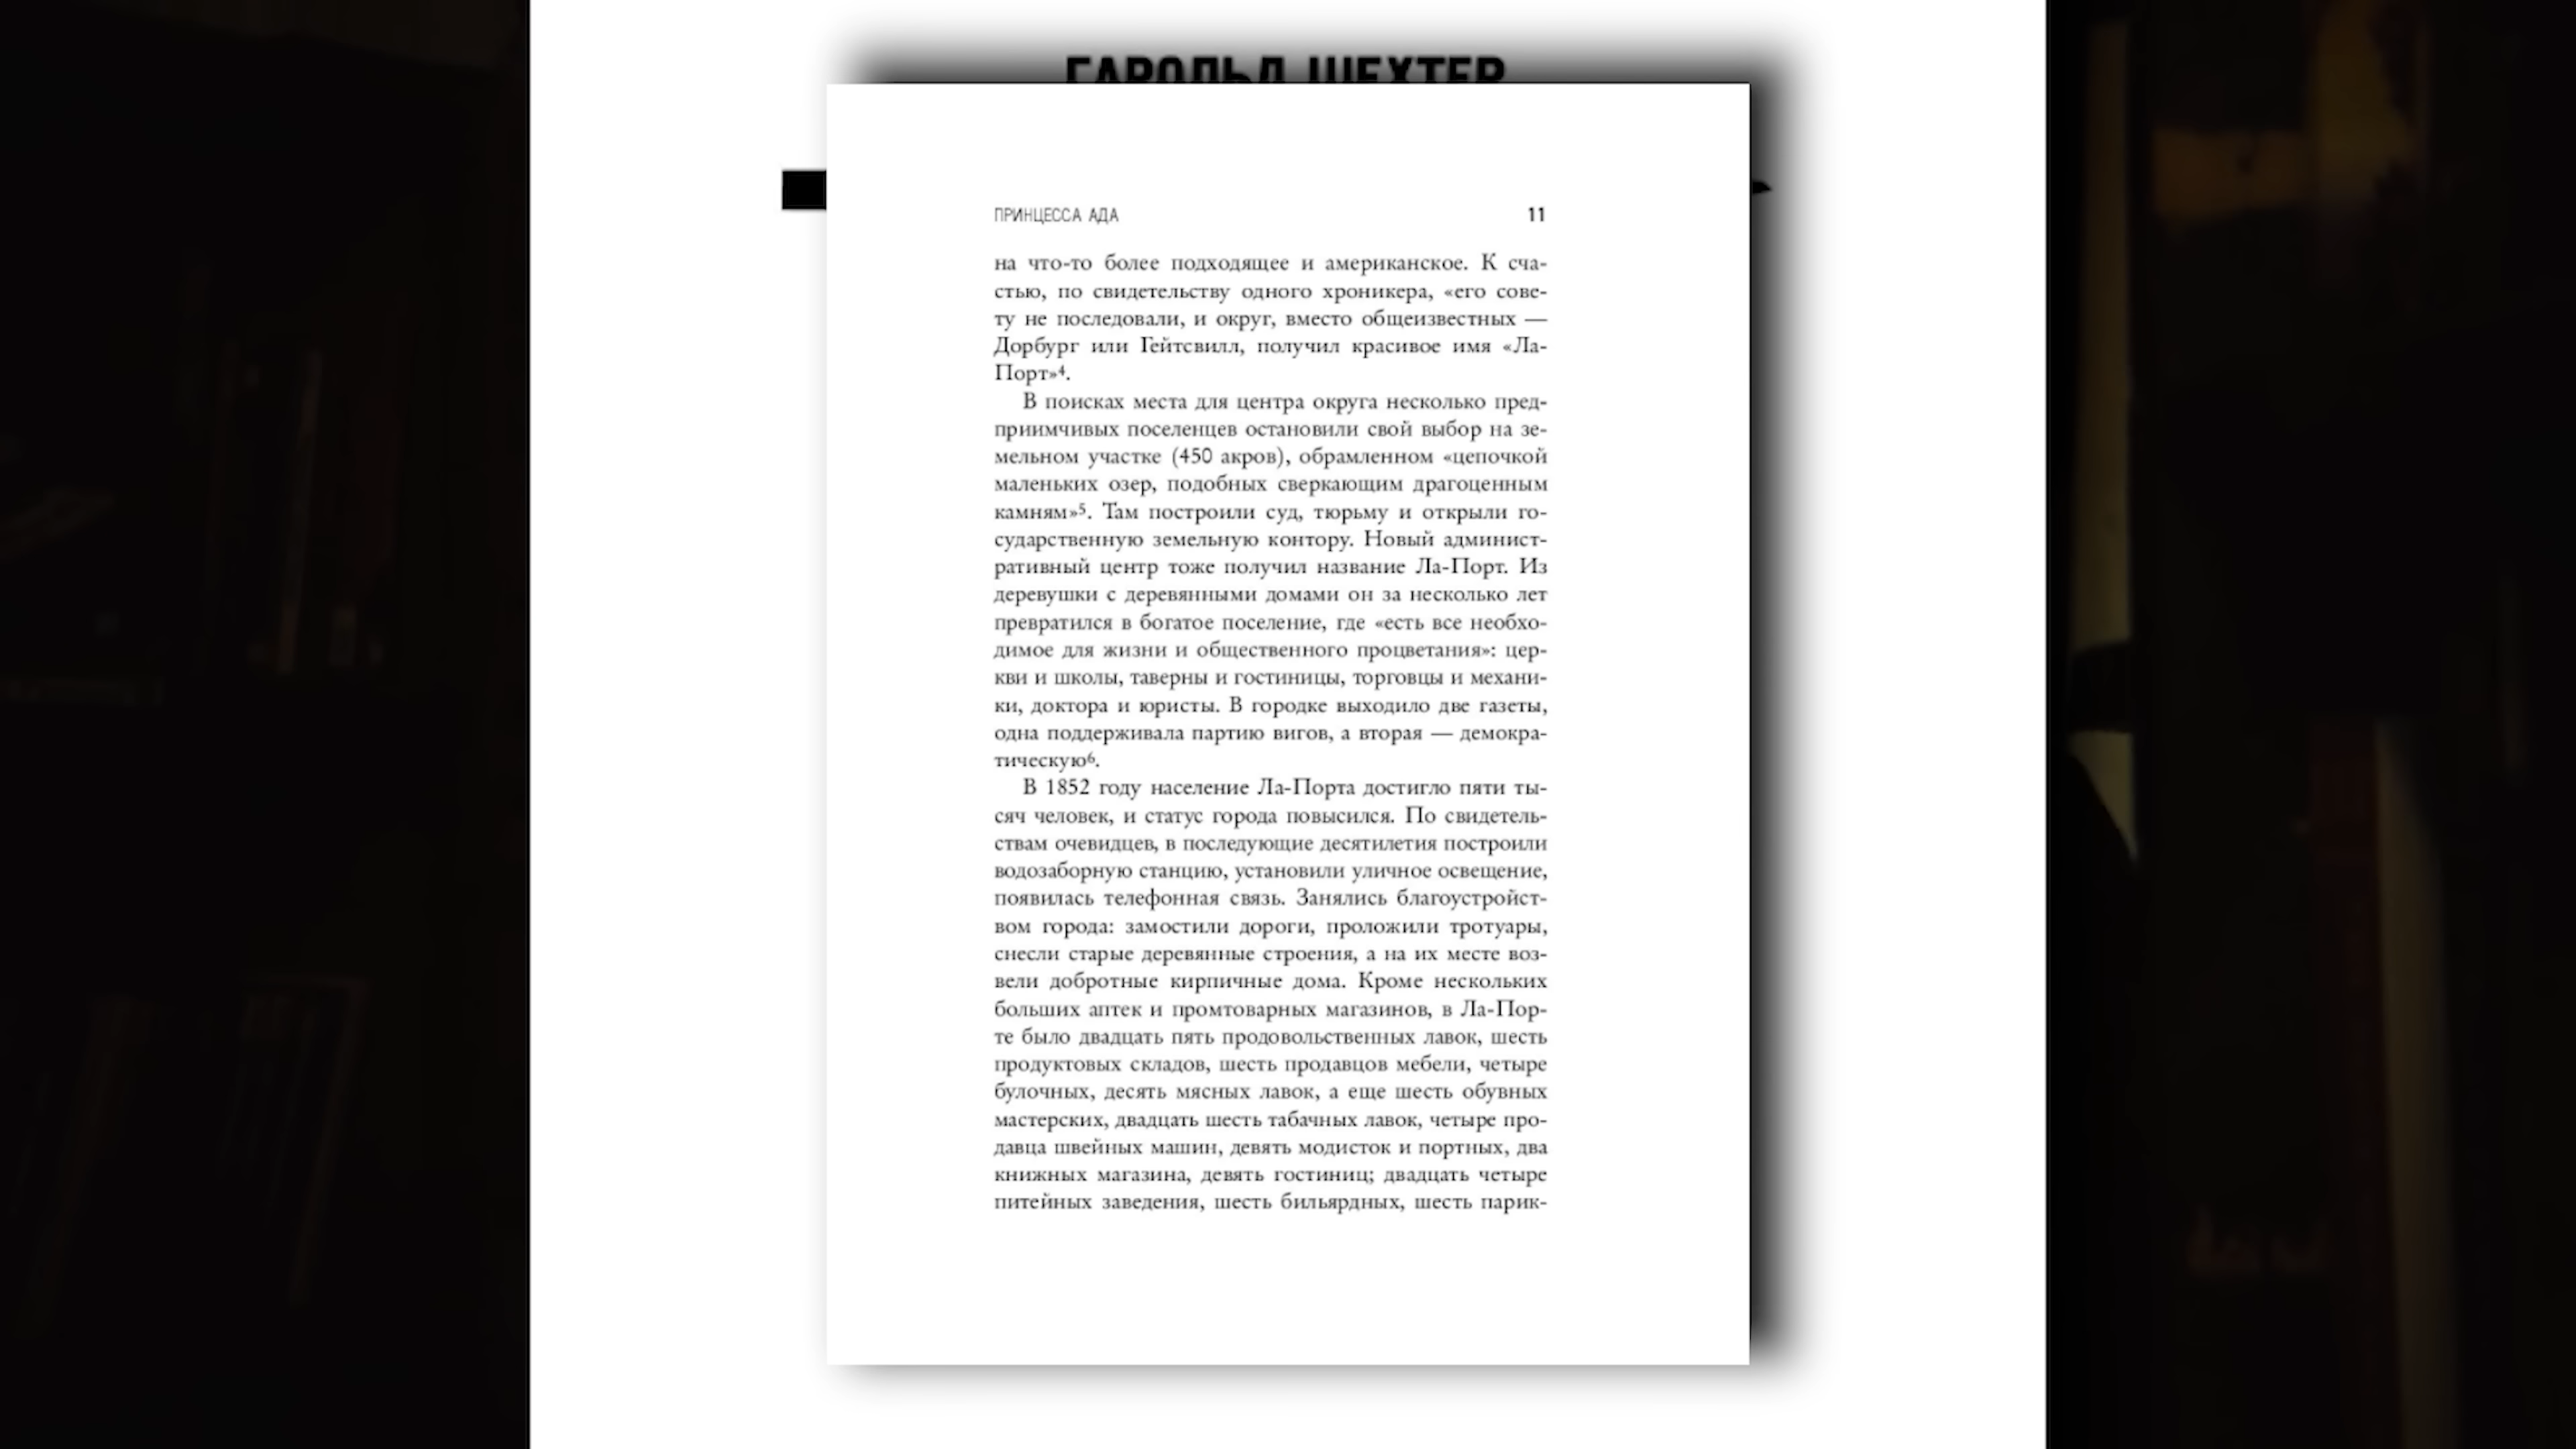 ГАРОЛЬД ШЕХТЕР
ПРИНЦЕССА АДА 11
на что-то более подходящее и американское. К сча-
стью, по свидетельству одного хроникера, «его сове-
ту не последовали, и округ, вместо общеизвестных —
Дорбург или Гейтсвилл, получил красивое имя «Ла-
Порт»⁴.
В поисках места для центра округа несколько пред-
приимчивых поселенцев остановили свой выбор на зе-
мельном участке (450 акров), обрамленном «цепочкой
маленьких озер, подобных сверкающим драгоценным
камням»⁵. Там построили суд, тюрьму и открыли го-
сударственную земельную контору. Новый админист-
ративный центр тоже получил название Ла-Порт. Из
деревушки с деревянными домами он за несколько лет
превратился в богатое поселение, где «есть все необхо-
димое для жизни и общественного процветания»: цер-
кви и школы, таверны и гостиницы, торговцы и механи-
ки, доктора и юристы. В городке выходило две газеты,
одна поддерживала партию вигов, а вторая — демокра-
тическую⁶.
В 1852 году население Ла-Порта достигло пяти ты-
сяч человек, и статус города повысился. По свидетель-
ствам очевидцев, в последующие десятилетия построили
водозаборную станцию, установили уличное освещение,
появилась телефонная связь. Занялись благоустройст-
вом города: замостили дороги, проложили тротуары,
снесли старые деревянные строения, а на их месте воз-
вели добротные кирпичные дома. Кроме нескольких
больших аптек и промтоварных магазинов, в Ла-Пор-
те было двадцать пять продовольственных лавок, шесть
продуктовых складов, шесть продавцов мебели, четыре
булочных, десять мясных лавок, а еще шесть обувных
мастерских, двадцать шесть табачных лавок, четыре про-
давца швейных машин, девять модисток и портных, два
книжных магазина, девять гостиниц; двадцать четыре
питейных заведения, шесть бильярдных, шесть парик-